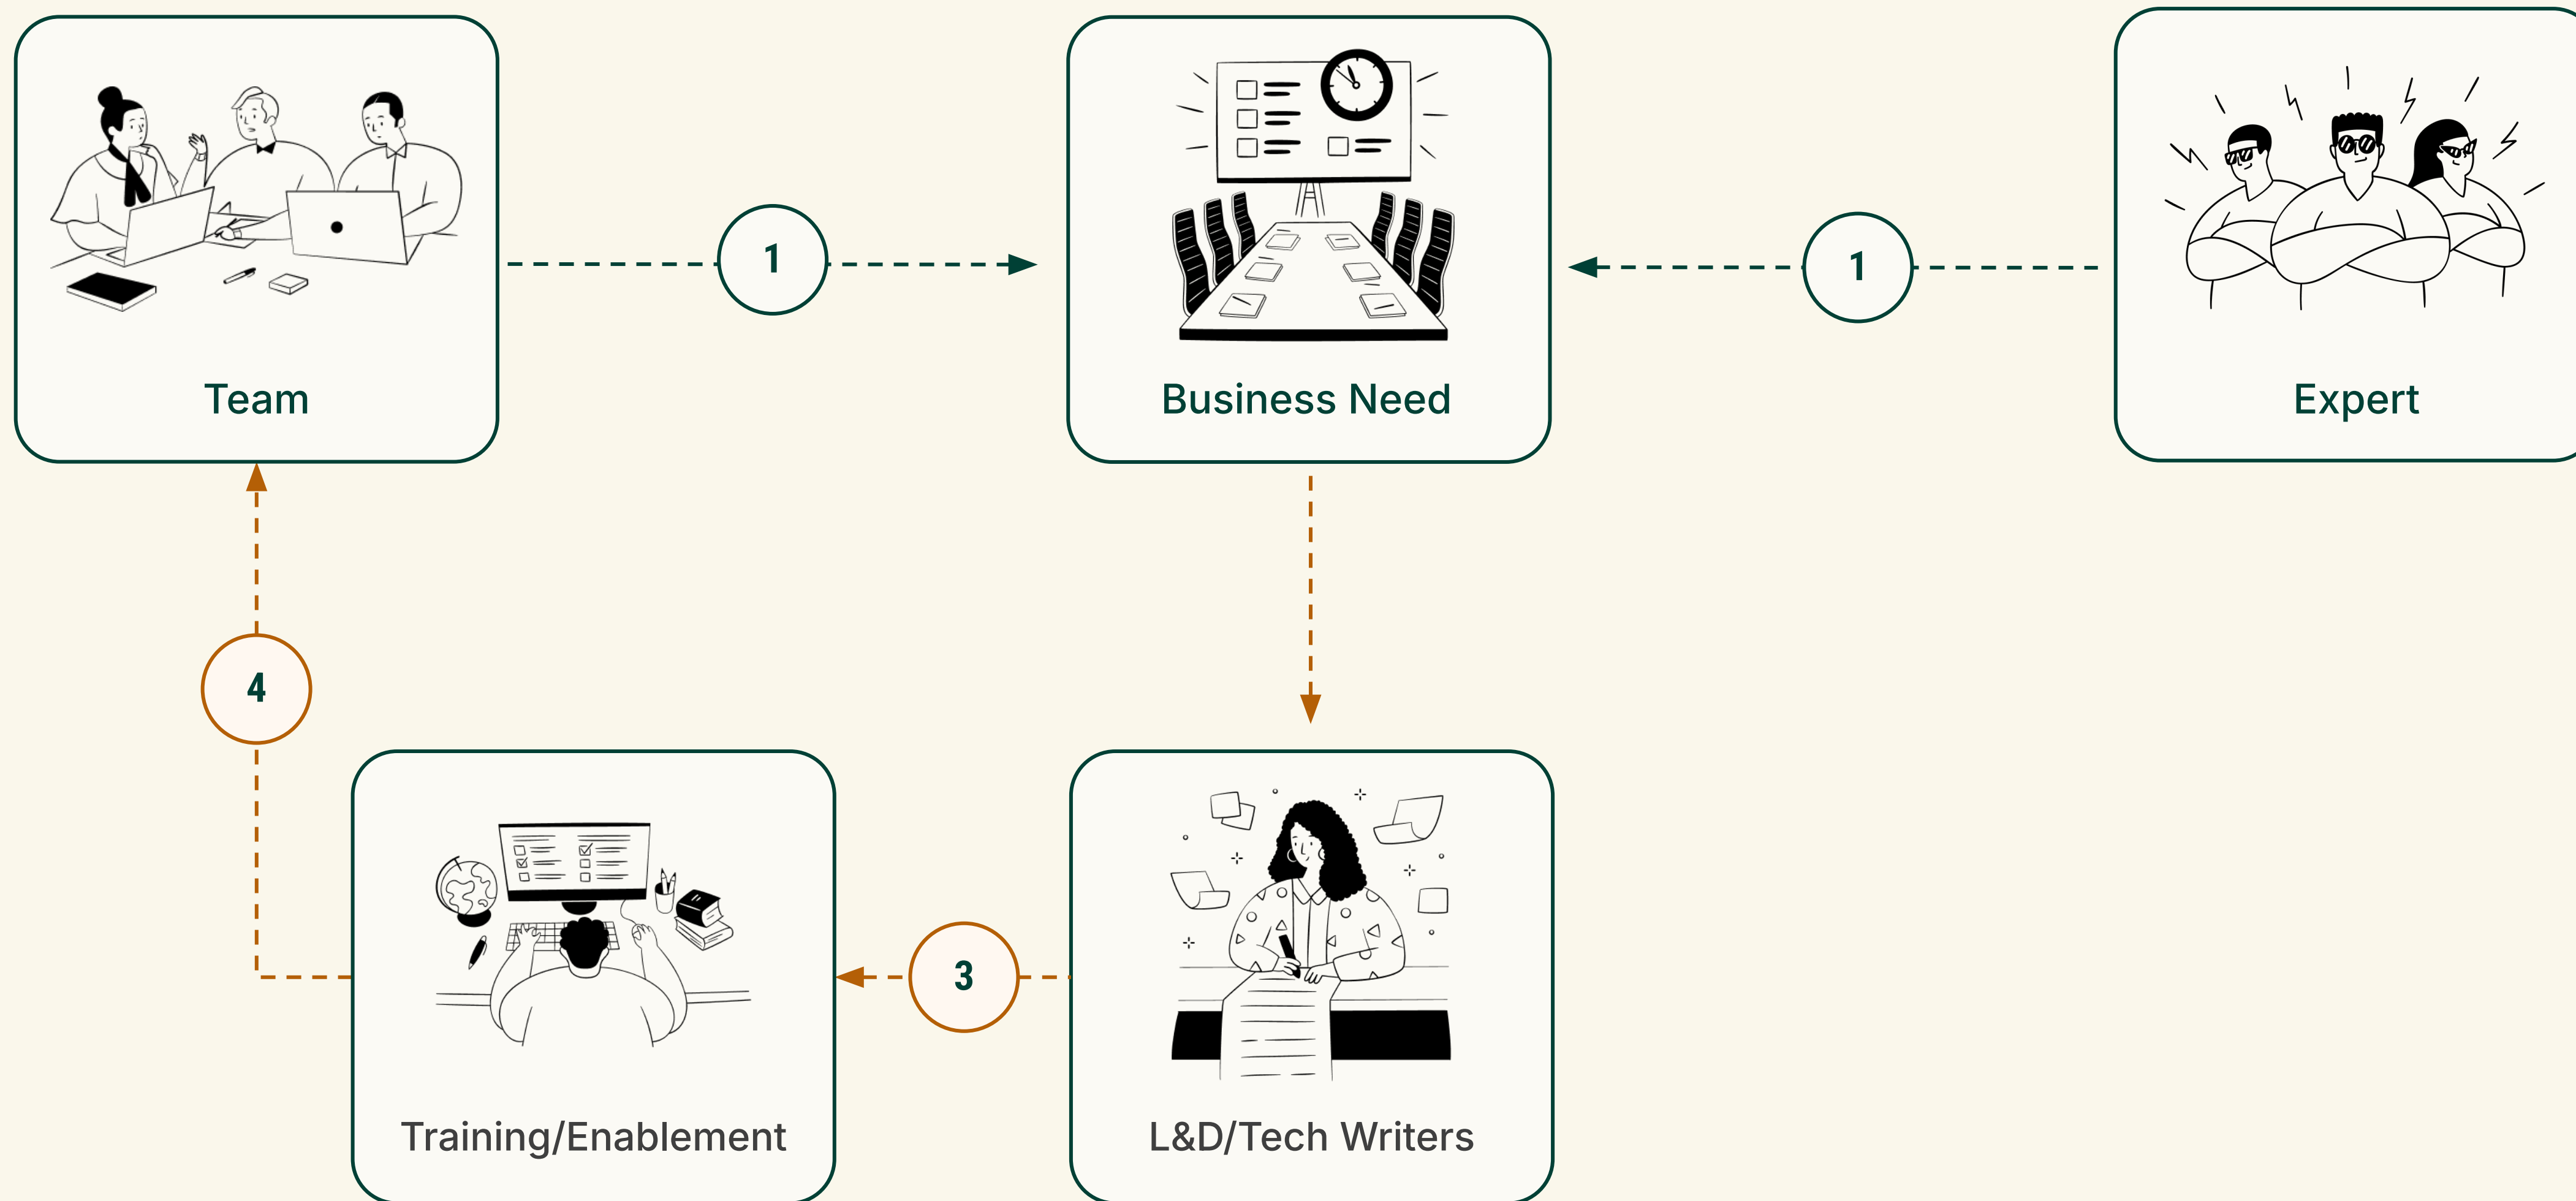 1
1
Team
Business Need
Expert
4
3
Training/Enablement
L&D/Tech Writers